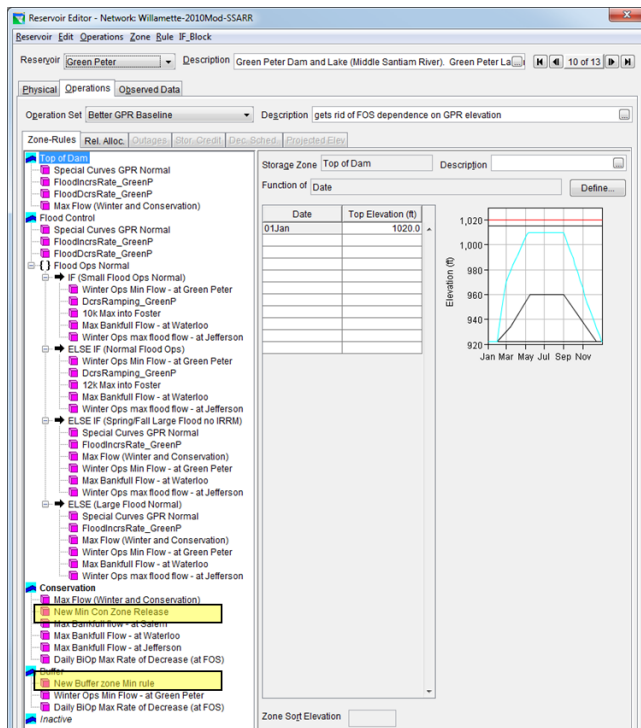 Reservoir Editor - Network: Willamette-2010Mod-SSARR
Reservoir Edit Operations Zone Rule IF_Block
Reservoir Green Peter Description Green Peter Dam and Lake (Middle Santiam River). Green Peter La ... 10 of 13
Physical Operations Observed Data
Operation Set Better GPR Baseline Description gets rid of FOS dependence on GPR elevation ...
Zone-Rules Rel. Alloc. Outages Stor. Credit Dec. Sched. Projected Elev
Top of Dam
Special Curves GPR Normal
FloodIncrsRate_GreenP
FloodDcrsRate_GreenP
Max Flow (Winter and Conservation)
Flood Control
Special Curves GPR Normal
FloodIncrsRate_GreenP
FloodDcrsRate_GreenP
{ } Flood Ops Normal
IF (Small Flood Ops Normal)
Winter Ops Min Flow - at Green Peter
DcrsRamping_GreenP
10k Max into Foster
Max Bankfull Flow - at Waterloo
Winter Ops max flood flow - at Jefferson
ELSE IF (Normal Flood Ops)
Winter Ops Min Flow - at Green Peter
DcrsRamping_GreenP
12k Max into Foster
Max Bankfull Flow - at Waterloo
Winter Ops max flood flow - at Jefferson
ELSE IF (Spring/Fall Large Flood no IRRM)
Special Curves GPR Normal
FloodIncrsRate_GreenP
Max Flow (Winter and Conservation)
Winter Ops Min Flow - at Green Peter
Max Bankfull Flow - at Waterloo
Winter Ops max flood flow - at Jefferson
ELSE (Large Flood Normal)
Special Curves GPR Normal
FloodIncrsRate_GreenP
Max Flow (Winter and Conservation)
Winter Ops Min Flow - at Green Peter
Max Bankfull Flow - at Waterloo
Winter Ops max flood flow - at Jefferson
Conservation
Max Flow (Winter and Conservation)
New Min Con Zone Release
Max Bankfull flow - at Salem
Max Bankfull Flow - at Waterloo
Max Bankfull Flow - at Jefferson
Daily BiOp Max Rate of Decrease (at FOS)
Buffer
New Buffer zone Min rule
Winter Ops Min Flow - at Green Peter
Daily BiOp Max Rate of Decrease (at FOS)
Inactive
Storage Zone Top of Dam Description ...
Function of Date Define...
Date Top Elevation (ft)
01Jan 1020.0
Elevation (ft)
1,020
1,000
980
960
940
920
Jan Mar May Jul Sep Nov
Zone Sort Elevation